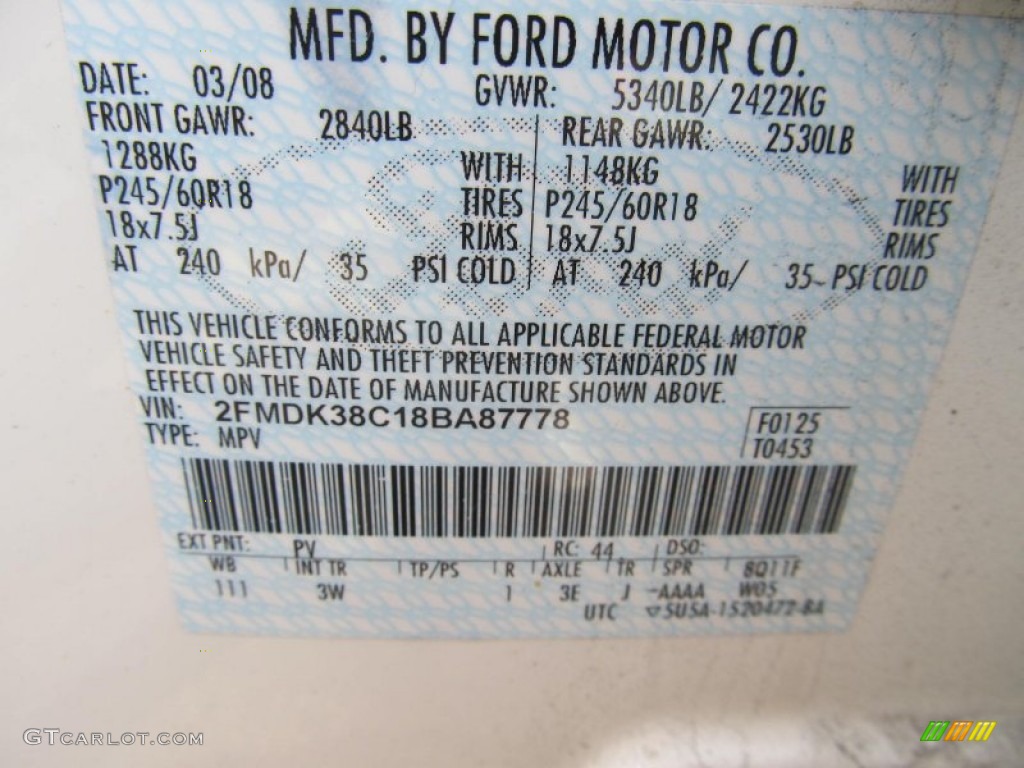 MFD. BY FORD MOTOR CO.
DATE: 03/08 GVWR: 5340LB/ 2422KG
FRONT GAWR: 2840LB REAR GAWR: 2530LB
1288KG WITH 1148KG WITH
P245/60R18 TIRES P245/60R18 TIRES
18x7.5J RIMS 18x7.5J RIMS
AT 240 kPa/ 35 PSI COLD AT 240 kPa/ 35 PSI COLD
THIS VEHICLE CONFORMS TO ALL APPLICABLE FEDERAL MOTOR
VEHICLE SAFETY AND THEFT PREVENTION STANDARDS IN
EFFECT ON THE DATE OF MANUFACTURE SHOWN ABOVE.
VIN: 2FMDK38C18BA87778 F0125
TYPE: MPV T0453
EXT PNT: PV RC: 44 DSO:
WB INT TR TP/PS R AXLE TR SPR 8Q11F
111 3W 1 3E J AAAA W05
UTC 5USA-1520472-BA
GTCARLOT.COM